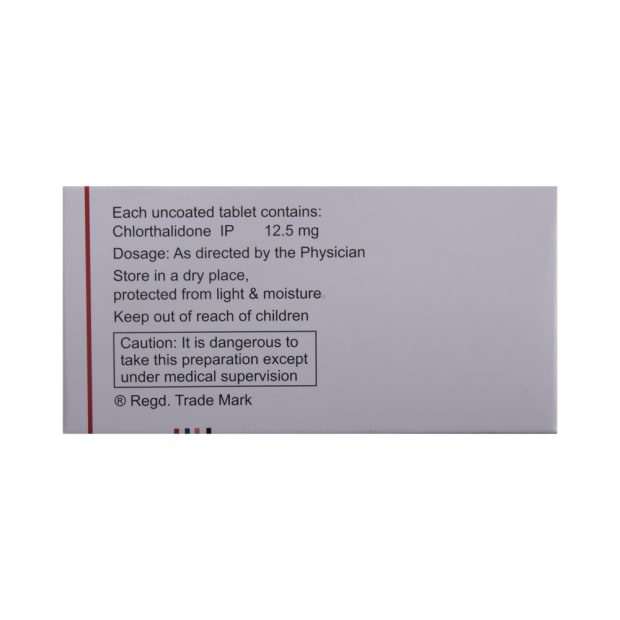 Each uncoated tablet contains:
Chlorthalidone IP 12.5 mg
Dosage: As directed by the Physician
Store in a dry place,
protected from light & moisture.
Keep out of reach of children
Caution: It is dangerous to
take this preparation except
under medical supervision
® Regd. Trade Mark